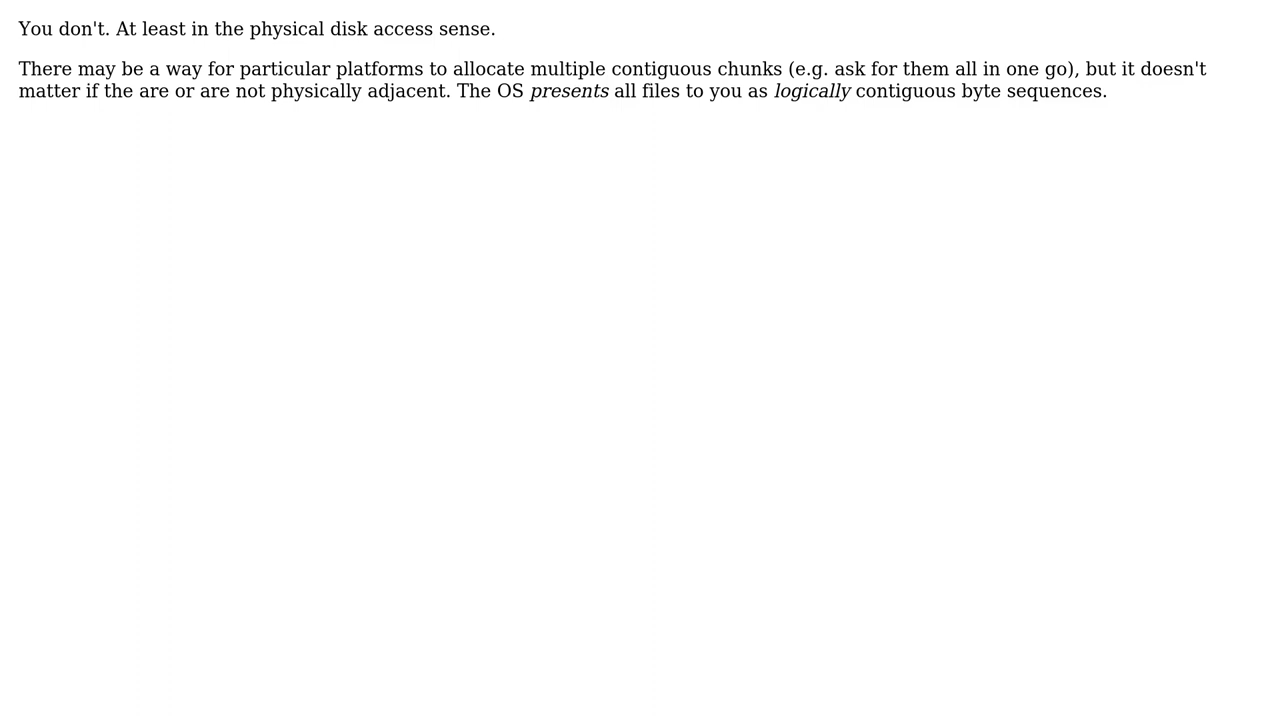 You don't. At least in the physical disk access sense.
There may be a way for particular platforms to allocate multiple contiguous chunks (e.g. ask for them all in one go), but it doesn't
matter if the are or are not physically adjacent. The OS presents all files to you as logically contiguous byte sequences.